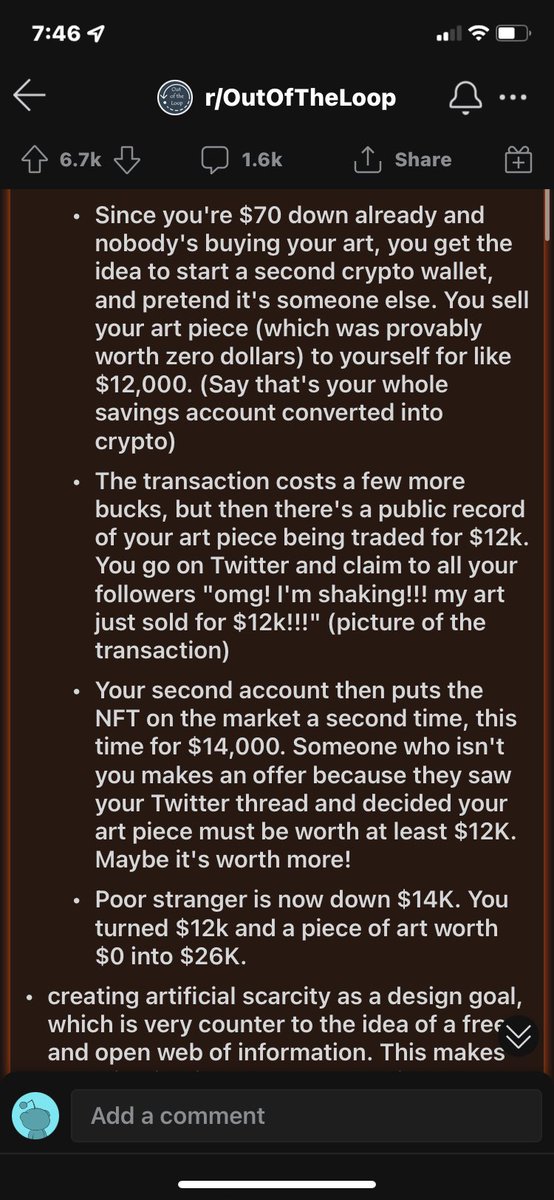 7:46
Out of the Loop
r/OutOfTheLoop
6.7k
1.6k
Share
• Since you're $70 down already and
nobody's buying your art, you get the
idea to start a second crypto wallet,
and pretend it's someone else. You sell
your art piece (which was provably
worth zero dollars) to yourself for like
$12,000. (Say that's your whole
savings account converted into
crypto)
• The transaction costs a few more
bucks, but then there's a public record
of your art piece being traded for $12k.
You go on Twitter and claim to all your
followers "omg! I'm shaking!!! my art
just sold for $12k!!!" (picture of the
transaction)
• Your second account then puts the
NFT on the market a second time, this
time for $14,000. Someone who isn't
you makes an offer because they saw
your Twitter thread and decided your
art piece must be worth at least $12K.
Maybe it's worth more!
• Poor stranger is now down $14K. You
turned $12k and a piece of art worth
$0 into $26K.
• creating artificial scarcity as a design goal,
which is very counter to the idea of a free
and open web of information. This makes
Add a comment